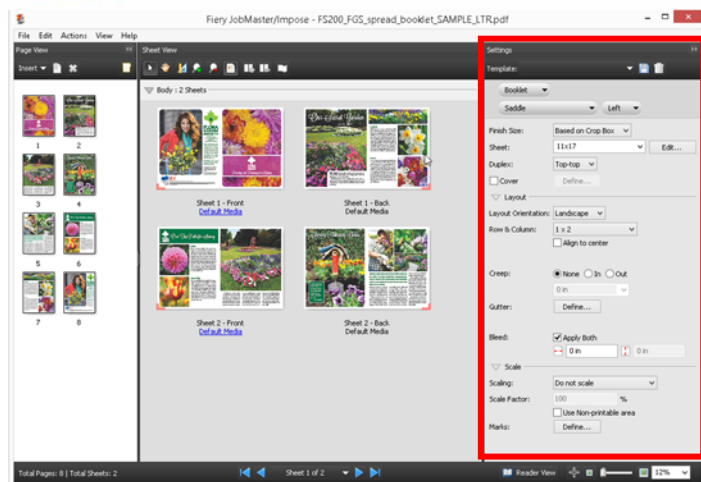 Fiery JobMaster/Impose - FS200_FGS_spread_booklet_SAMPLE_LTR.pdf
File Edit Actions View Help
Page View
Sheet View
Settings
Insert
Template:
Body : 2 Sheets
Booklet
Saddle Left
1 2
Finish Size: Based on Crop Box
Sheet: 11x17 Edit...
Duplex: Top-top
Cover Define...
3 4
Sheet 1 - Front
Default Media
Sheet 1 - Back
Default Media
Layout
Layout Orientation: Landscape
Row & Column: 1 x 2
Align to center
5 6
Creep: None In Out
0 in
Gutter: Define...
7 8
Sheet 2 - Front
Default Media
Sheet 2 - Back
Default Media
Bleed: Apply Both
0 in 0 in
Scale
Scaling: Do not scale
Scale Factor: 100 %
Use Non-printable area
Marks: Define...
Total Pages: 8 | Total Sheets: 2
Sheet 1 of 2
Reader View
12%